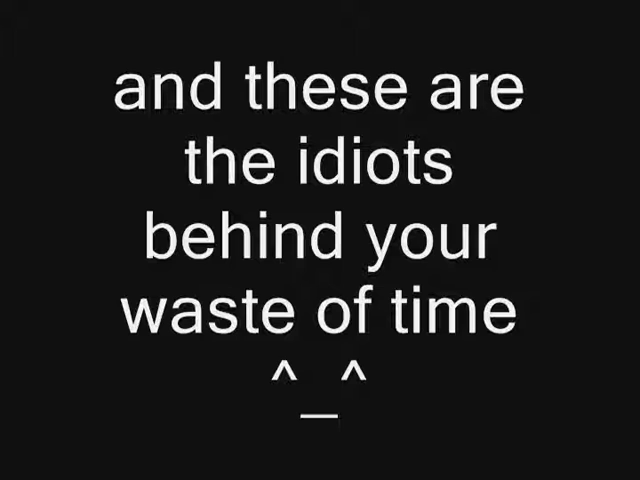 and these are
the idiots
behind your
waste of time
^_^